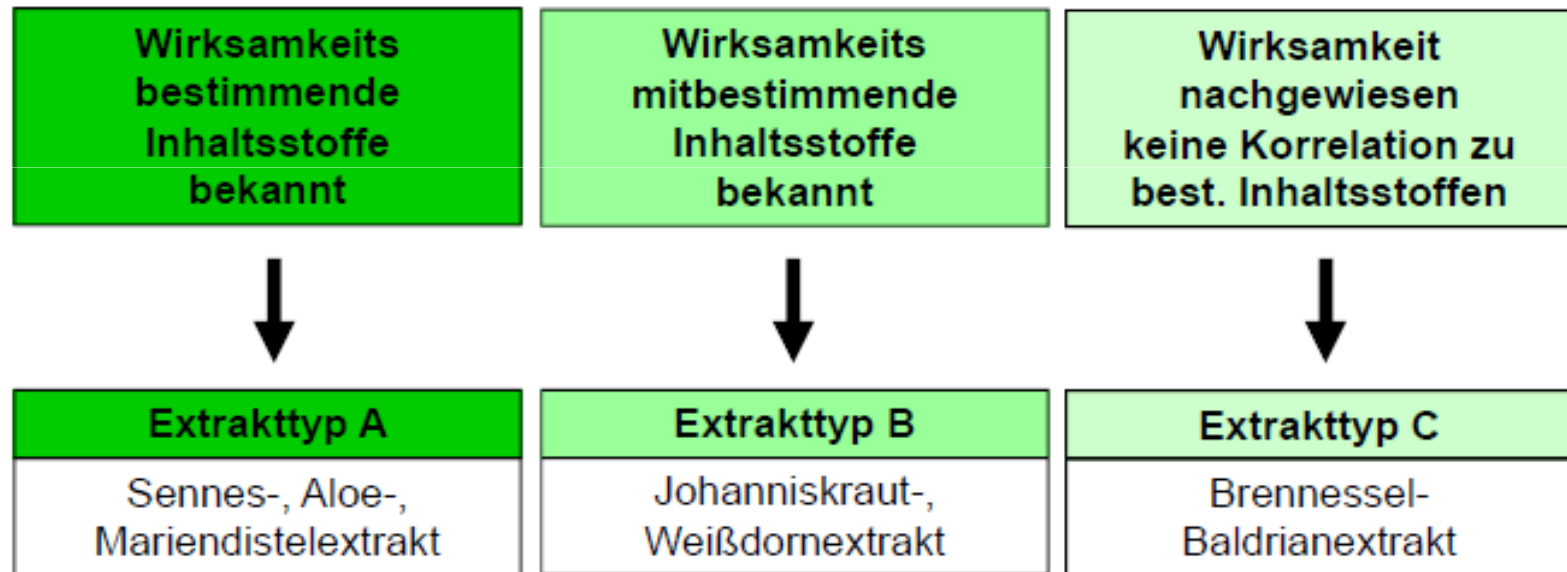 Wirksamkeits
bestimmende
Inhaltsstoffe
bekannt
Wirksamkeits
mitbestimmende
Inhaltsstoffe
bekannt
Wirksamkeit
nachgewiesen
keine Korrelation zu
best. Inhaltsstoffen
Extrakttyp A
Sennes-, Aloe-,
Mariendistelextrakt
Extrakttyp B
Johanniskraut-,
Weißdornextrakt
Extrakttyp C
Brennessel-
Baldrianextrakt